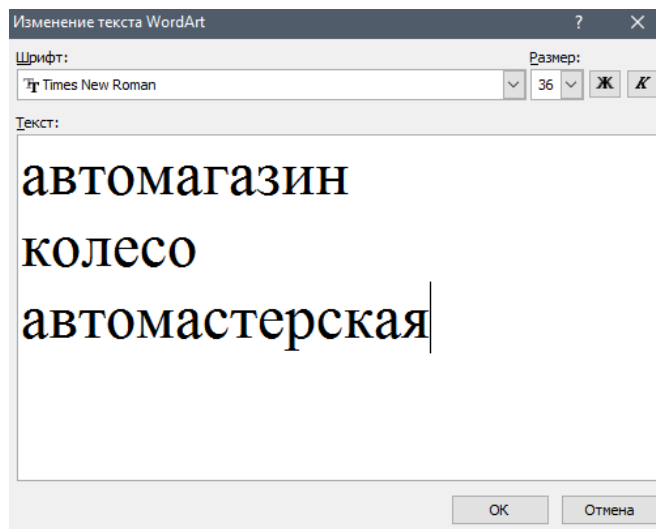 Изменение текста WordArt ?
Шрифт: Размер:
Times New Roman 36 Ж К
Текст:
автомагазин
колесо
автомастерская
ОК Отмена